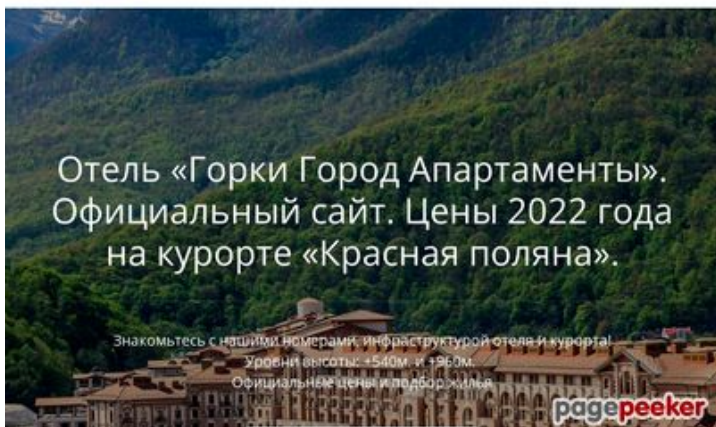 Отель «Горки Город Апартаменты».
Официальный сайт. Цены 2022 года
на курорте «Красная поляна».
Знакомьтесь с нашими номерами, инфраструктурой отеля и курорта!
Уровни высоты: +540м. и +960м.
Официальные цены и подбор жилья
pagepeeker